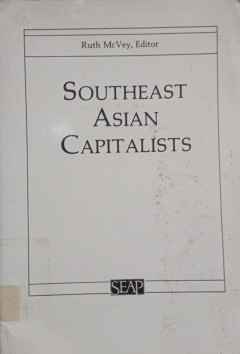 Ruth McVey, Editor
SOUTHEAST
ASIAN
CAPITALISTS
SEAP